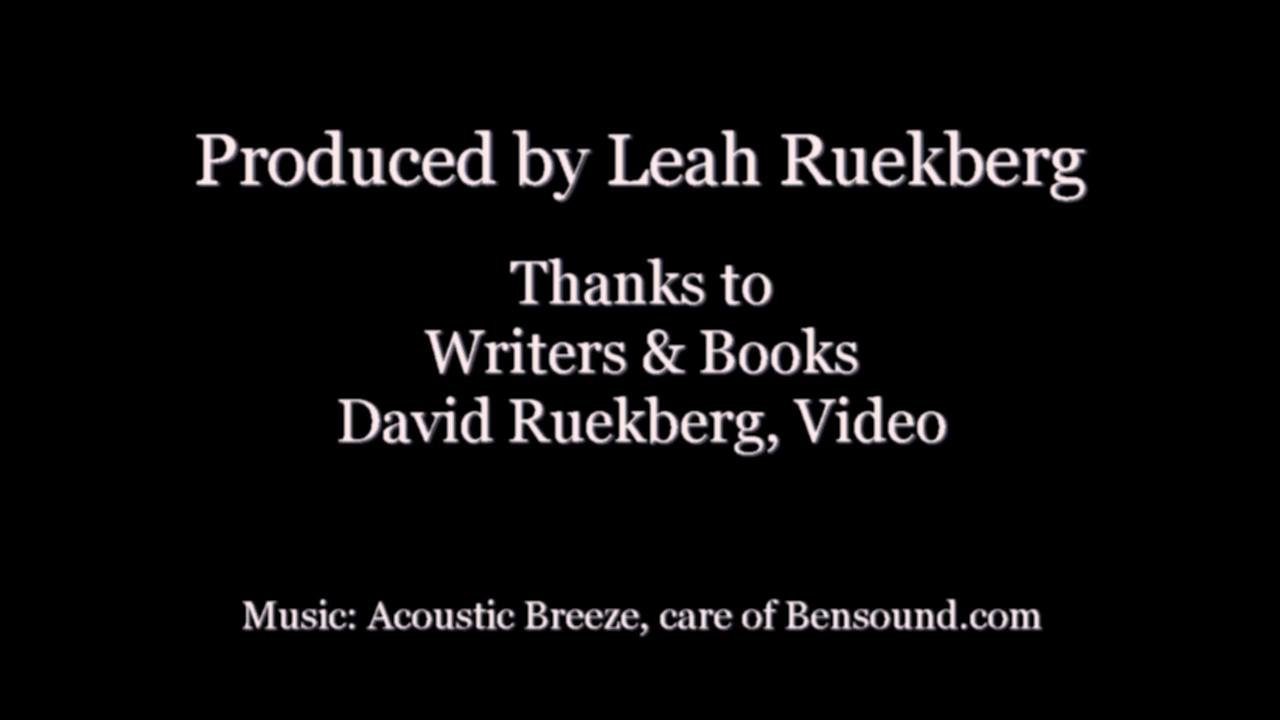 Produced by Leah Ruekberg
Thanks to
Writers & Books
David Ruekberg, Video
Music: Acoustic Breeze, care of Bensound.com